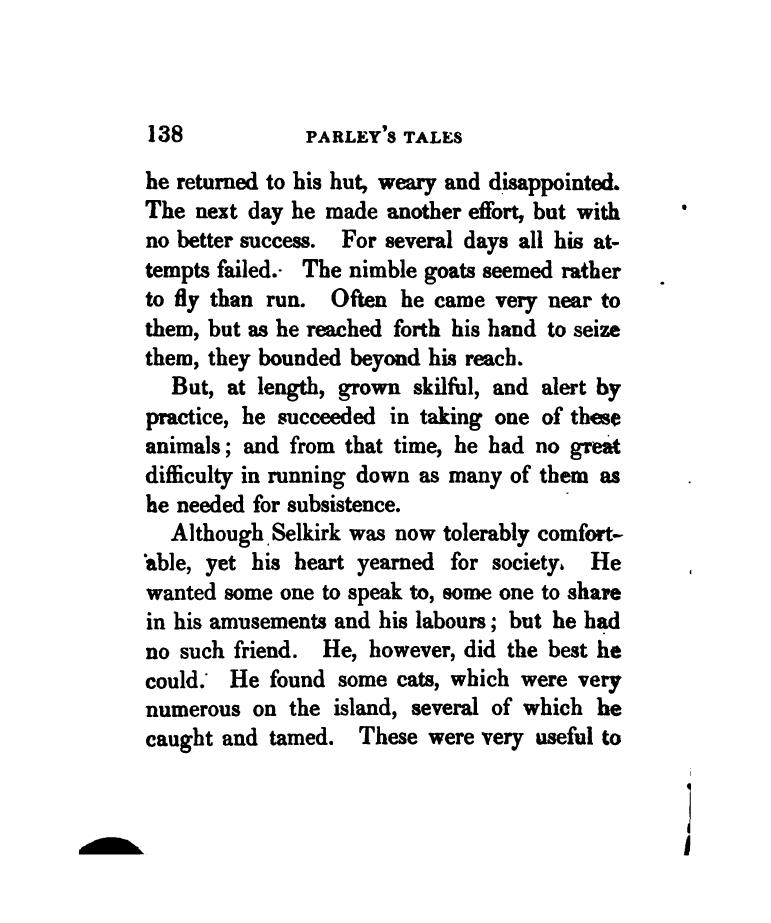 138 PARLEY'S TALES
he returned to his hut, weary and disappointed.
The next day he made another effort, but with
no better success. For several days all his at-
tempts failed. The nimble goats seemed rather
to fly than run. Often he came very near to
them, but as he reached forth his hand to seize
them, they bounded beyond his reach.
But, at length, grown skilful, and alert by
practice, he succeeded in taking one of these
animals; and from that time, he had no great
difficulty in running down as many of them as
he needed for subsistence.
Although Selkirk was now tolerably comfort-
able, yet his heart yearned for society. He
wanted some one to speak to, some one to share
in his amusements and his labours; but he had
no such friend. He, however, did the best he
could. He found some cats, which were very
numerous on the island, several of which he
caught and tamed. These were very useful to